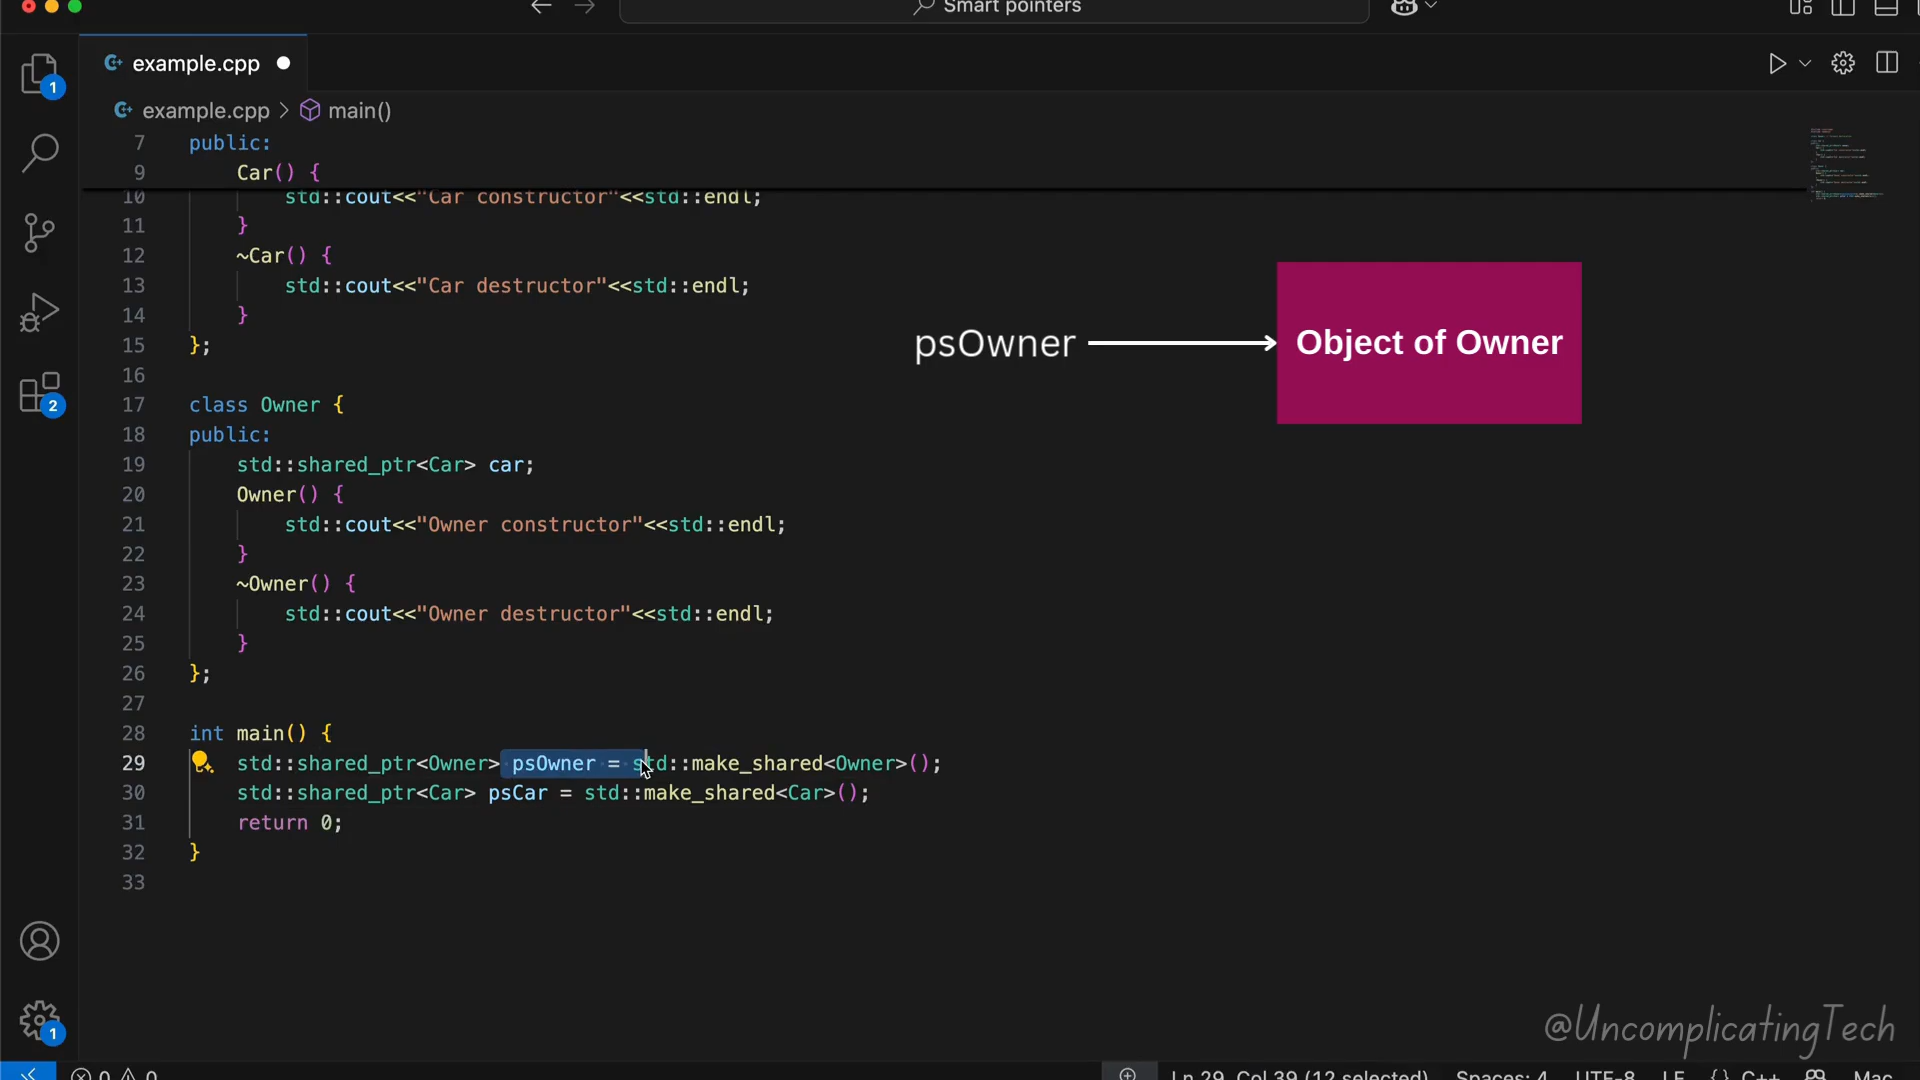 Smart pointers
example.cpp
example.cpp > main()
7 public:
9 Car() {
10 std::cout<<"Car constructor"<<std::endl;
11 }
12 ~Car() {
13 std::cout<<"Car destructor"<<std::endl;
14 }
15 };
16
17 class Owner {
18 public:
19 std::shared_ptr<Car> car;
20 Owner() {
21 std::cout<<"Owner constructor"<<std::endl;
22 }
23 ~Owner() {
24 std::cout<<"Owner destructor"<<std::endl;
25 }
26 };
27
28 int main() {
29 std::shared_ptr<Owner> psOwner = std::make_shared<Owner>();
30 std::shared_ptr<Car> psCar = std::make_shared<Car>();
31 return 0;
32 }
33
psOwner
Object of Owner
1
2
1
@UncomplicatingTech
0 0 Ln 29, Col 39 (12 selected) Spaces: 4 UTF-8 LF {} C++ Mac